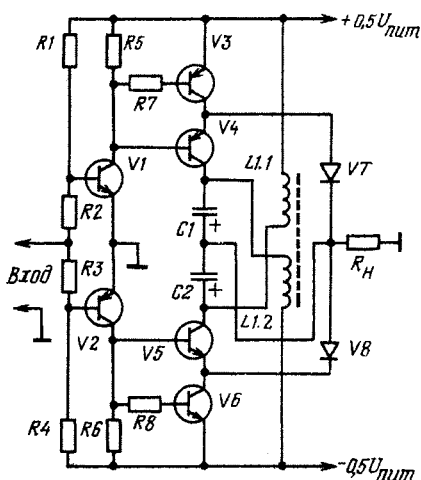 +0,5Uпит
R1
R5
V3
R7
V4
V1
L1.1
V7
R2
C1
+
Вход
R3
C2
+
Rн
L1.2
V2
V5
V8
V6
R4
R6
R8
-0,5Uпит